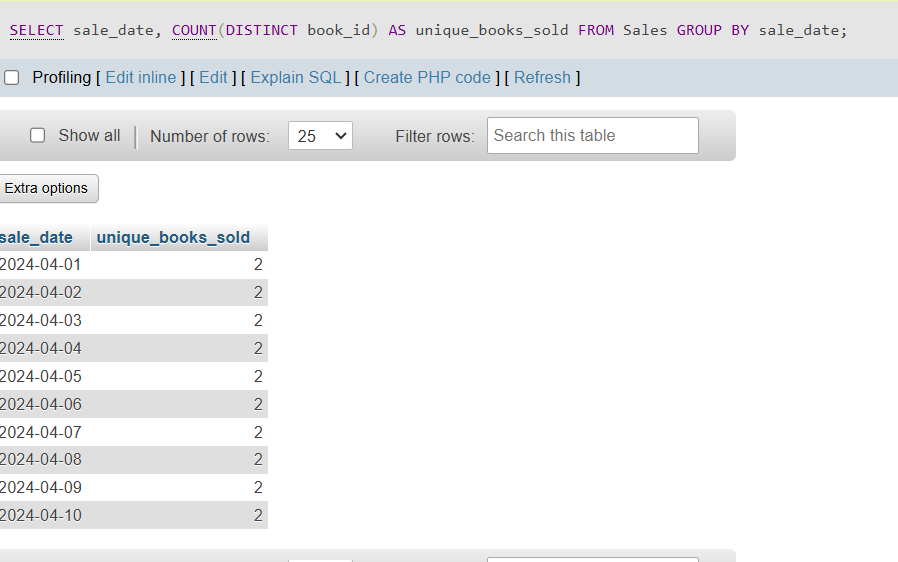 SELECT sale_date, COUNT(DISTINCT book_id) AS unique_books_sold FROM Sales GROUP BY sale_date;
Profiling [ Edit inline ] [ Edit ] [ Explain SQL ] [ Create PHP code ] [ Refresh ]
Show all Number of rows: 25 Filter rows: Search this table
Extra options
sale_date unique_books_sold
2024-04-01 2
2024-04-02 2
2024-04-03 2
2024-04-04 2
2024-04-05 2
2024-04-06 2
2024-04-07 2
2024-04-08 2
2024-04-09 2
2024-04-10 2